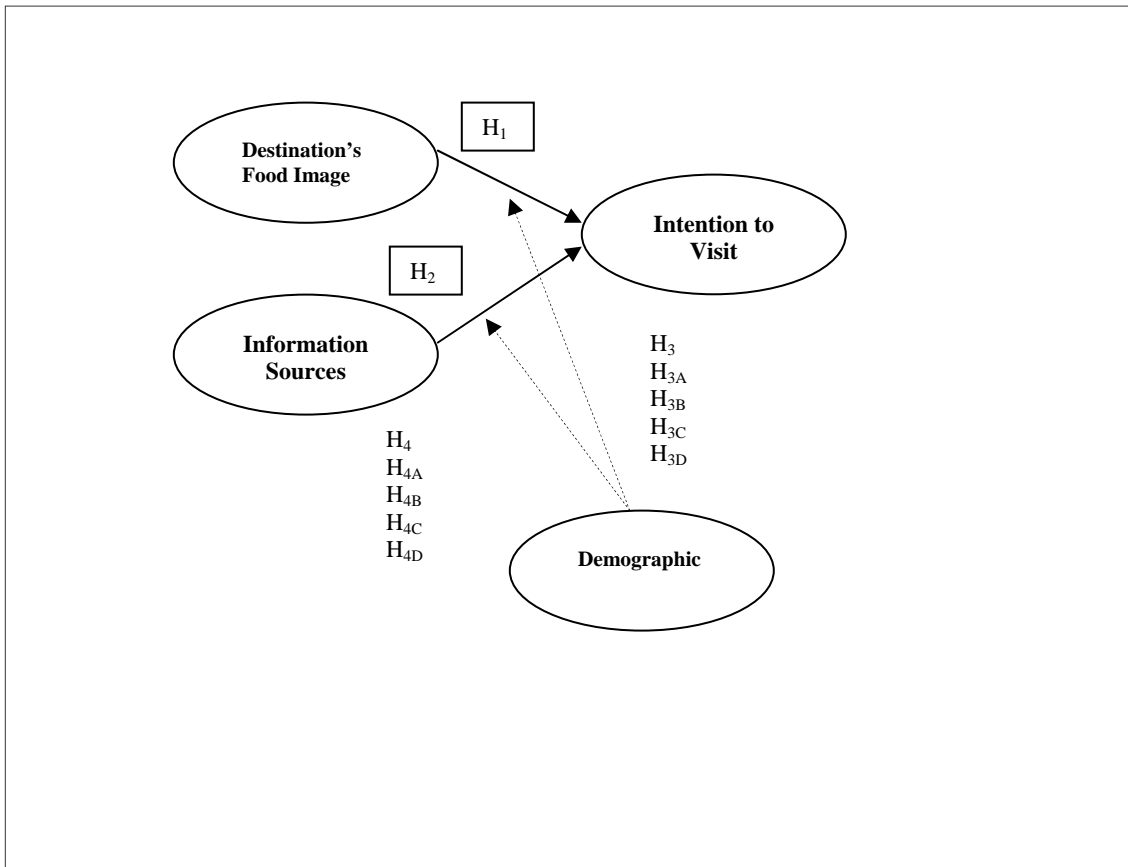 H₁
Destination's
Food Image
Intention to
Visit
H₂
Information
Sources
H₃
H₃A
H₃B
H₃C
H₃D
H₄
H₄A
H₄B
H₄C
H₄D
Demographic